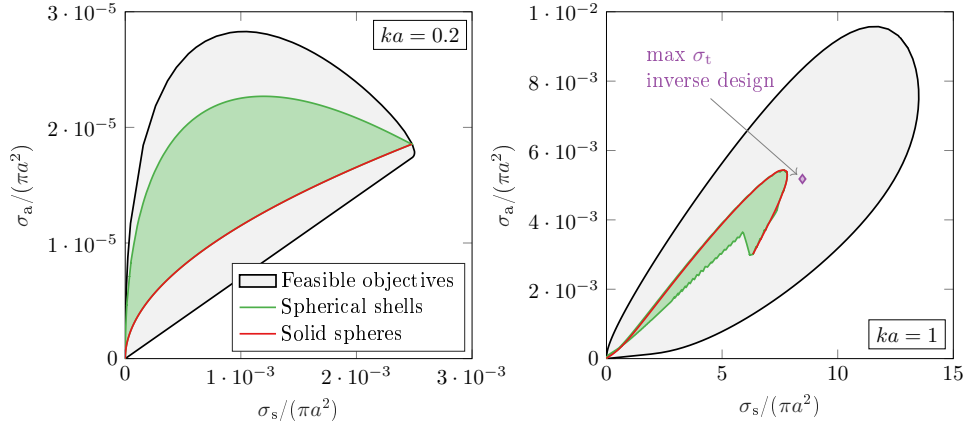 3 · 10⁻⁵
2 · 10⁻⁵
1 · 10⁻⁵
0
σₐ/(πa²)
ka = 0.2
Feasible objectives
Spherical shells
Solid spheres
0
1 · 10⁻³
2 · 10⁻³
3 · 10⁻³
σₛ/(πa²)
1 · 10⁻²
8 · 10⁻³
6 · 10⁻³
4 · 10⁻³
2 · 10⁻³
0
σₐ/(πa²)
max σₜ
inverse design
ka = 1
0
5
10
15
σₛ/(πa²)